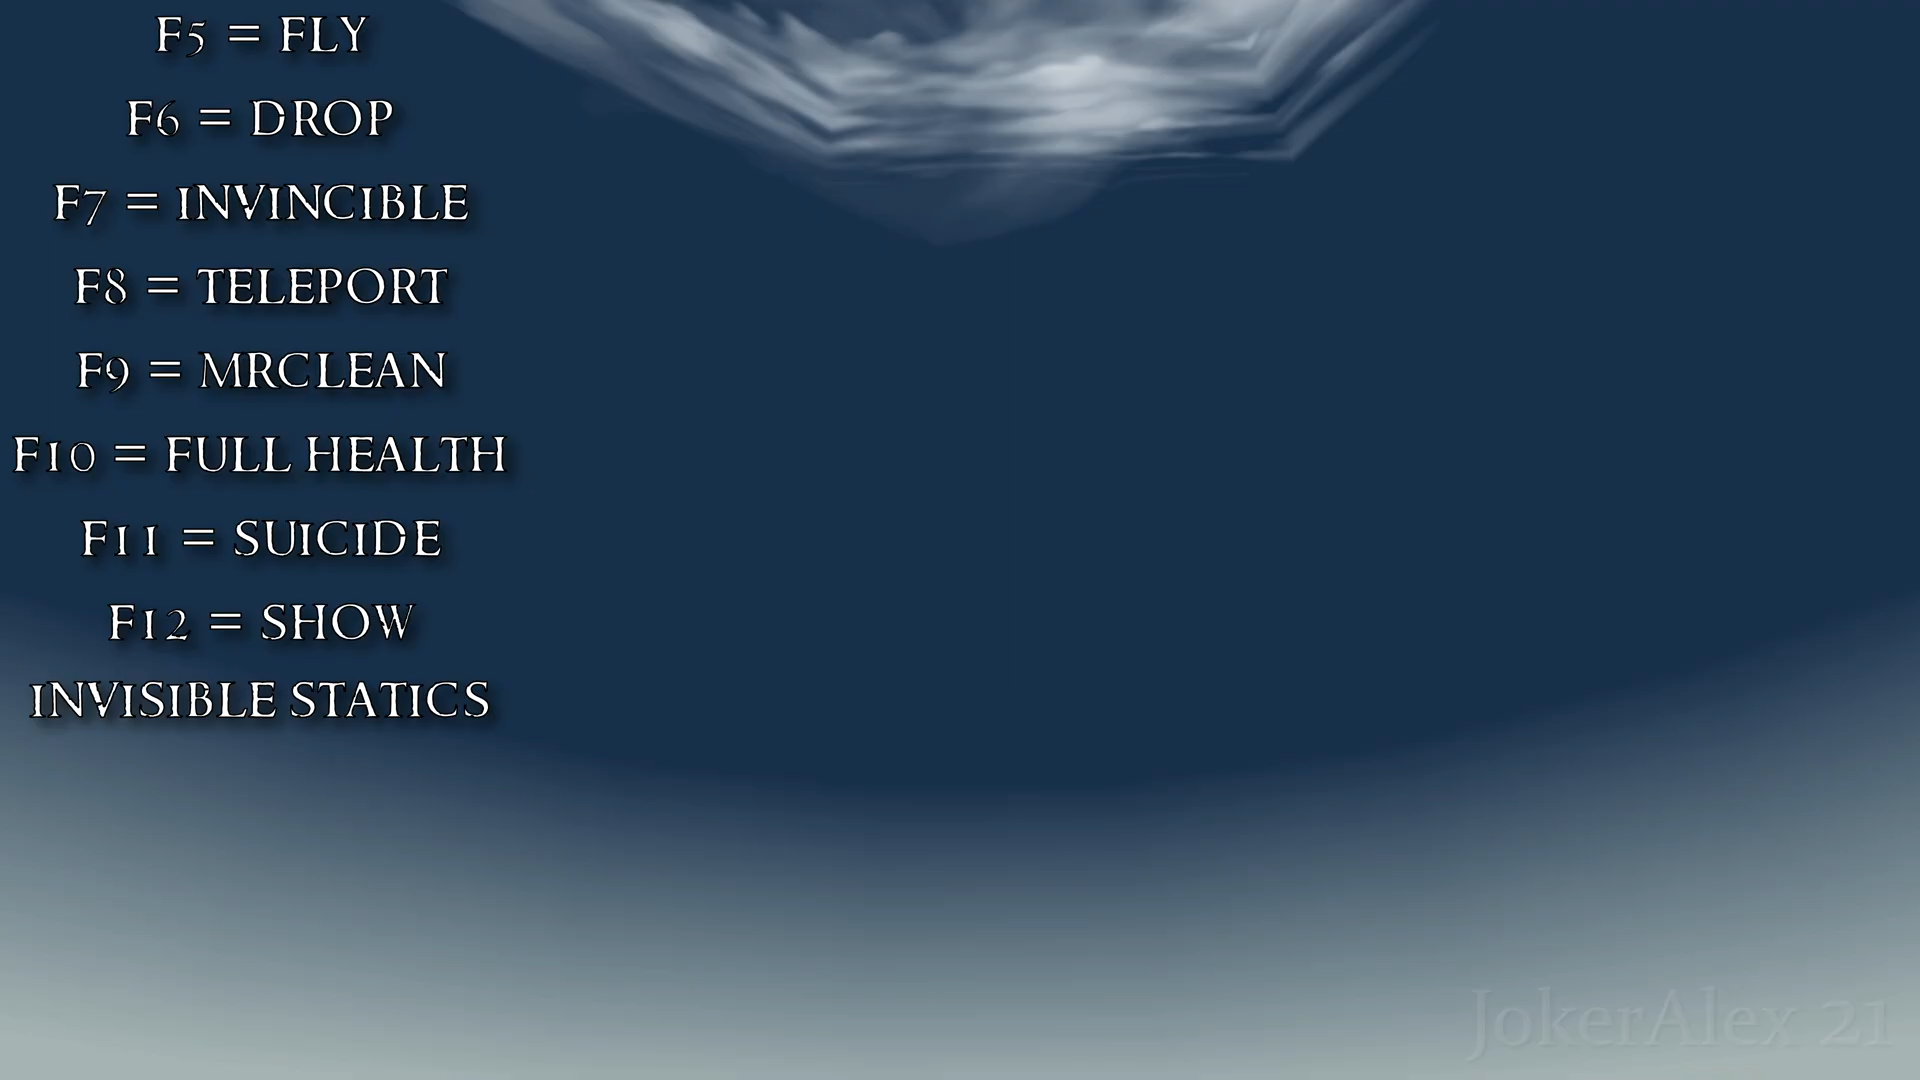 F5 = FLY
F6 = DROP
F7 = INVINCIBLE
F8 = TELEPORT
F9 = MRCLEAN
F10 = FULL HEALTH
F11 = SUICIDE
F12 = SHOW
INVISIBLE STATICS
JokerAlex 21